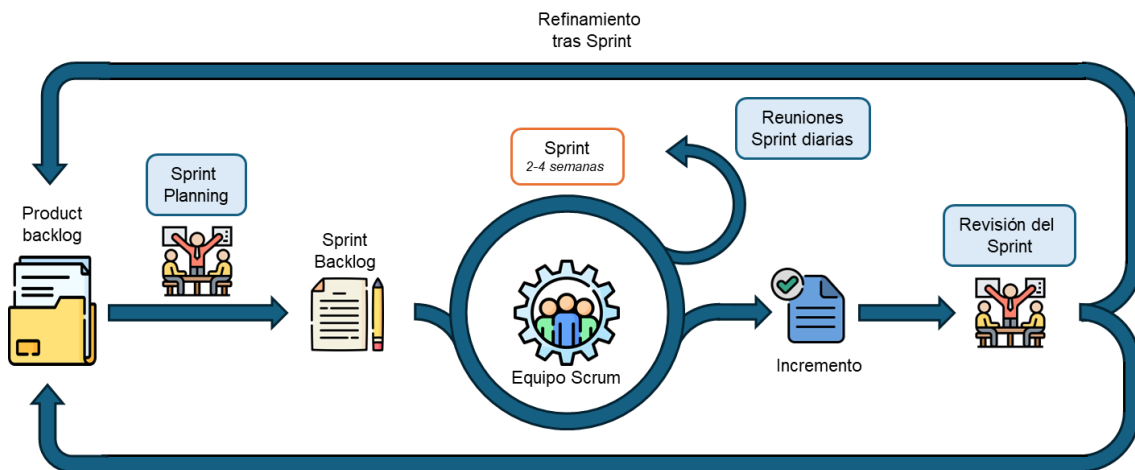 Refinamiento
tras Sprint
Reuniones
Sprint diarias
Sprint
2-4 semanas
Sprint
Planning
Product
backlog
Sprint
Backlog
Revisión del
Sprint
Equipo Scrum
Incremento